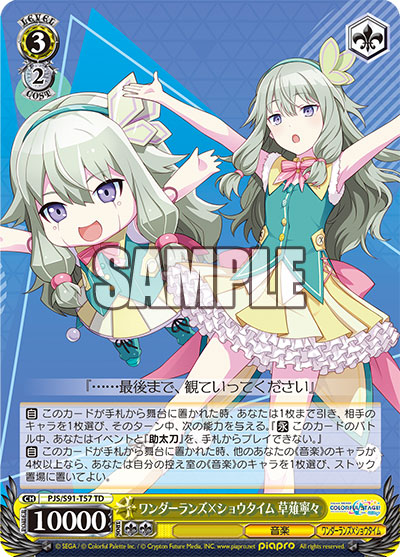 LEVEL
3
2
COST
SAMPLE
『……最後まで、観ていってください』
自 このカードが手札から舞台に置かれた時、あなたは1枚まで引き、相手の
キャラを1枚選び、そのターン中、次の能力を与える。『永 このカードのバトル
中、あなたはイベントと「助太刀」を、手札からプレイできない。』
自 このカードが手札から舞台に置かれた時、他のあなたの《音楽》のキャラが
4枚以上なら、あなたは自分の控え室の《音楽》のキャラを1枚選び、ストック
置場に置いてよい。
CH PJS/S91-T57 TD
ワンダーランズ×ショウタイム 草薙寧々
POWER
10000
SOUL
音楽
ワンダーランズ×ショウタイム
© SEGA / © Colorful Palette Inc. / © Crypton Future Media, INC. www.piapro.net piapro